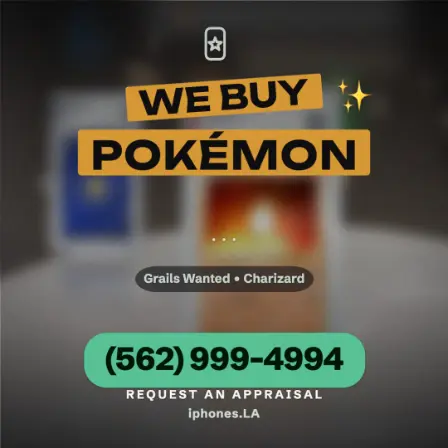 WE BUY
POKÉMON
...
Grails Wanted • Charizard
(562) 999-4994
REQUEST AN APPRAISAL
iphones.LA